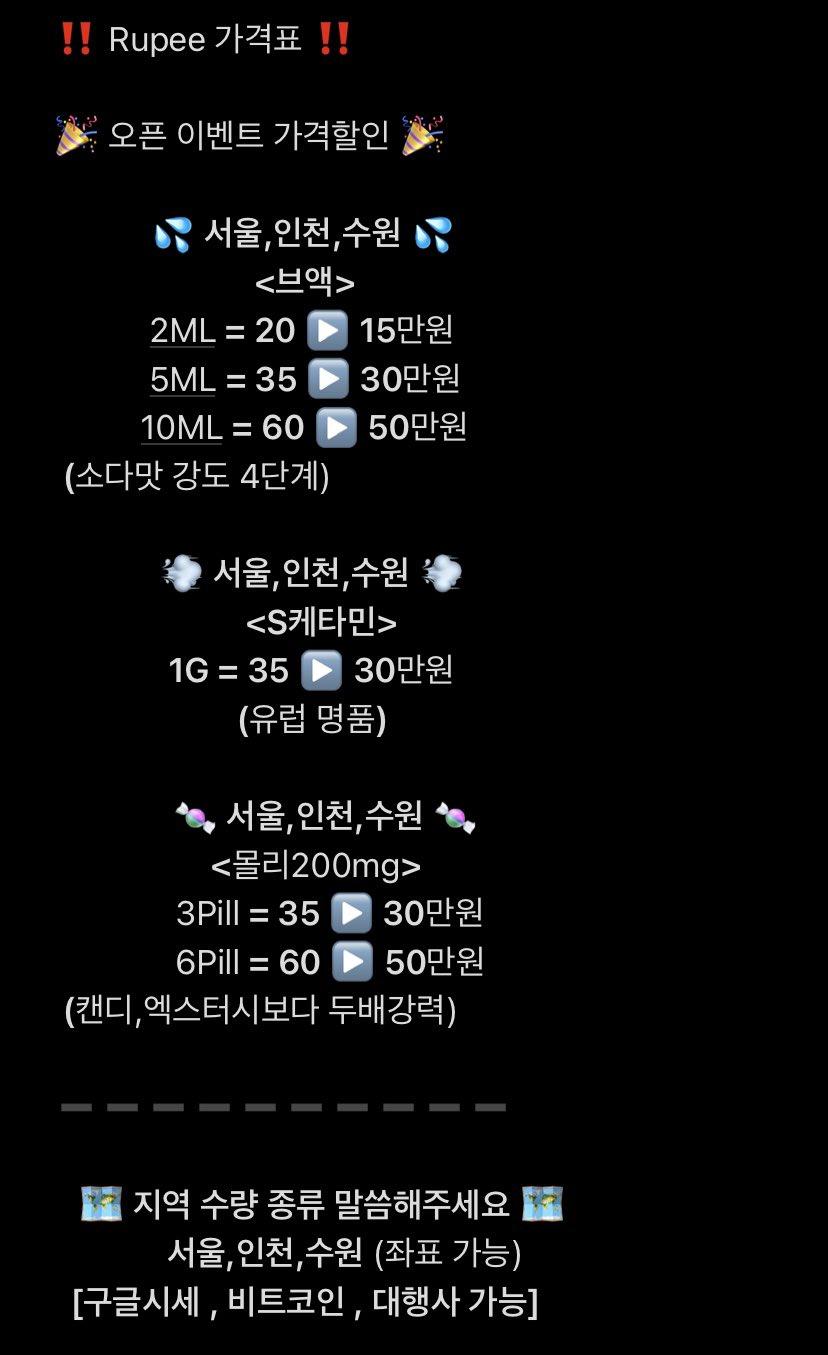 ‼️ Rupee 가격표 ‼️
🎉 오픈 이벤트 가격할인 🎉
💦 서울,인천,수원 💦
<브액>
2ML = 20 ▶️ 15만원
5ML = 35 ▶️ 30만원
10ML = 60 ▶️ 50만원
(소다맛 강도 4단계)
💨 서울,인천,수원 💨
<S케타민>
1G = 35 ▶️ 30만원
(유럽 명품)
🍬 서울,인천,수원 🍬
<몰리200mg>
3Pill = 35 ▶️ 30만원
6Pill = 60 ▶️ 50만원
(캔디,엑스터시보다 두배강력)
➖➖➖➖➖➖➖➖➖➖
🗺️ 지역 수량 종류 말씀해주세요 🗺️
서울,인천,수원 (좌표 가능)
[구글시세 , 비트코인 , 대행사 가능]